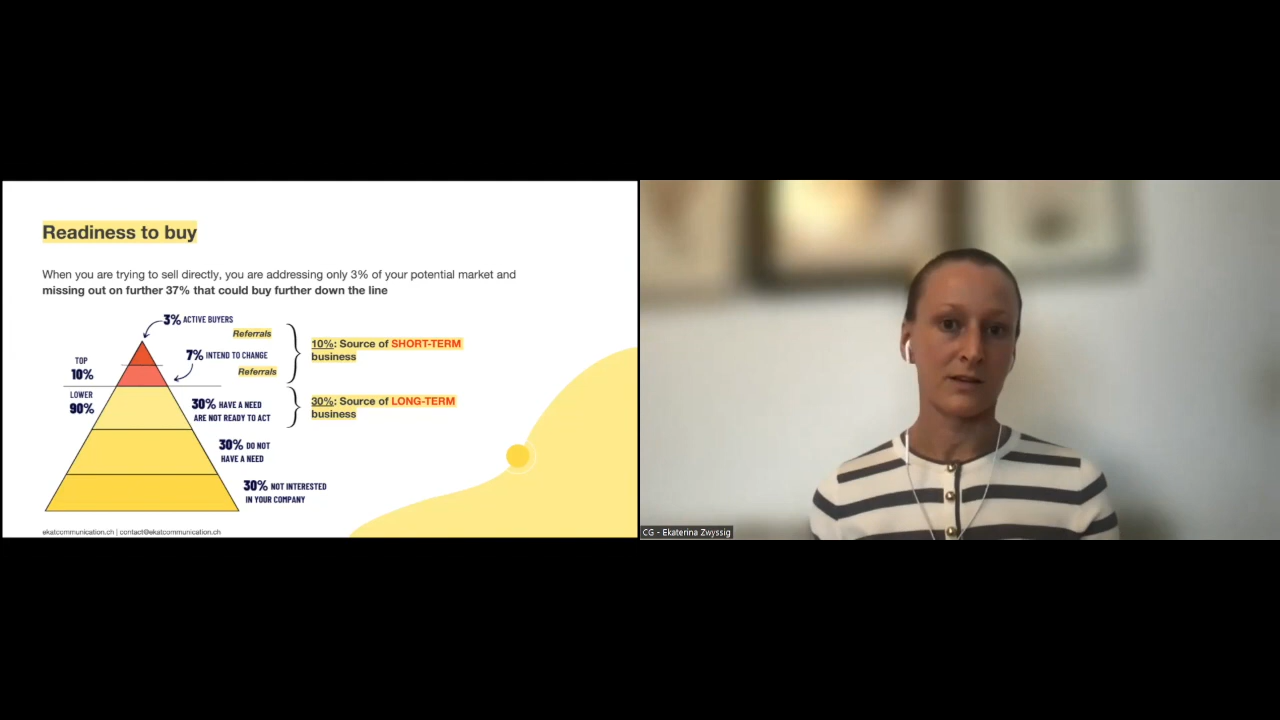 Readiness to buy
When you are trying to sell directly, you are addressing only 3% of your potential market and
missing out on further 37% that could buy further down the line
3% ACTIVE BUYERS
Referrals
7% INTEND TO CHANGE
Referrals
TOP
10%
LOWER
90%
10%: Source of SHORT-TERM
business
30% HAVE A NEED
ARE NOT READY TO ACT
30%: Source of LONG-TERM
business
30% DO NOT
HAVE A NEED
30% NOT INTERESTED
IN YOUR COMPANY
ekatcommunication.ch | contact@ekatcommunication.ch
CG - Ekaterina Zwyssig